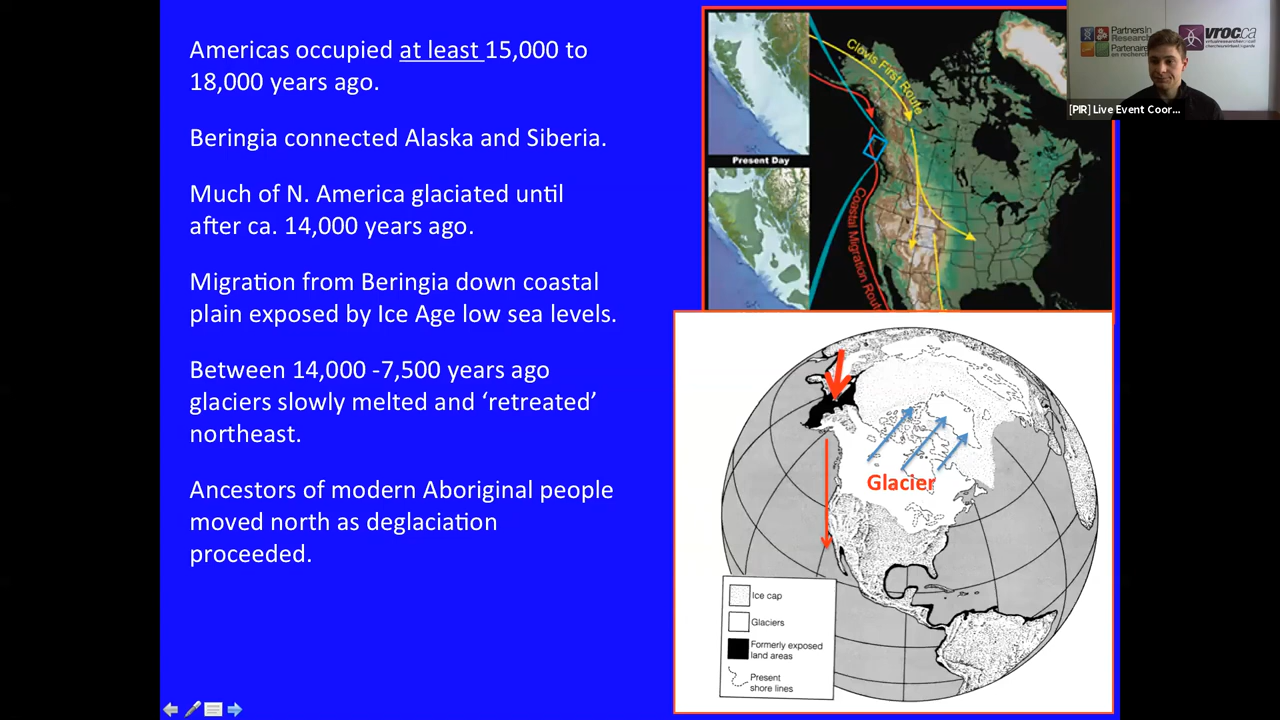 Americas occupied at least 15,000 to
18,000 years ago.
Beringia connected Alaska and Siberia.
Much of N. America glaciated until
after ca. 14,000 years ago.
Migration from Beringia down coastal
plain exposed by Ice Age low sea levels.
Between 14,000 -7,500 years ago
glaciers slowly melted and ‘retreated’
northeast.
Ancestors of modern Aboriginal people
moved north as deglaciation
proceeded.
Clovis First Route
Present Day
Coastal Migration Rout
Partners in
Research
Partenaire
en recherche
vrocca
[PIR] Live Event Coor...
Glacier
Ice cap
Glaciers
Formerly exposed
land areas
Present
shore lines